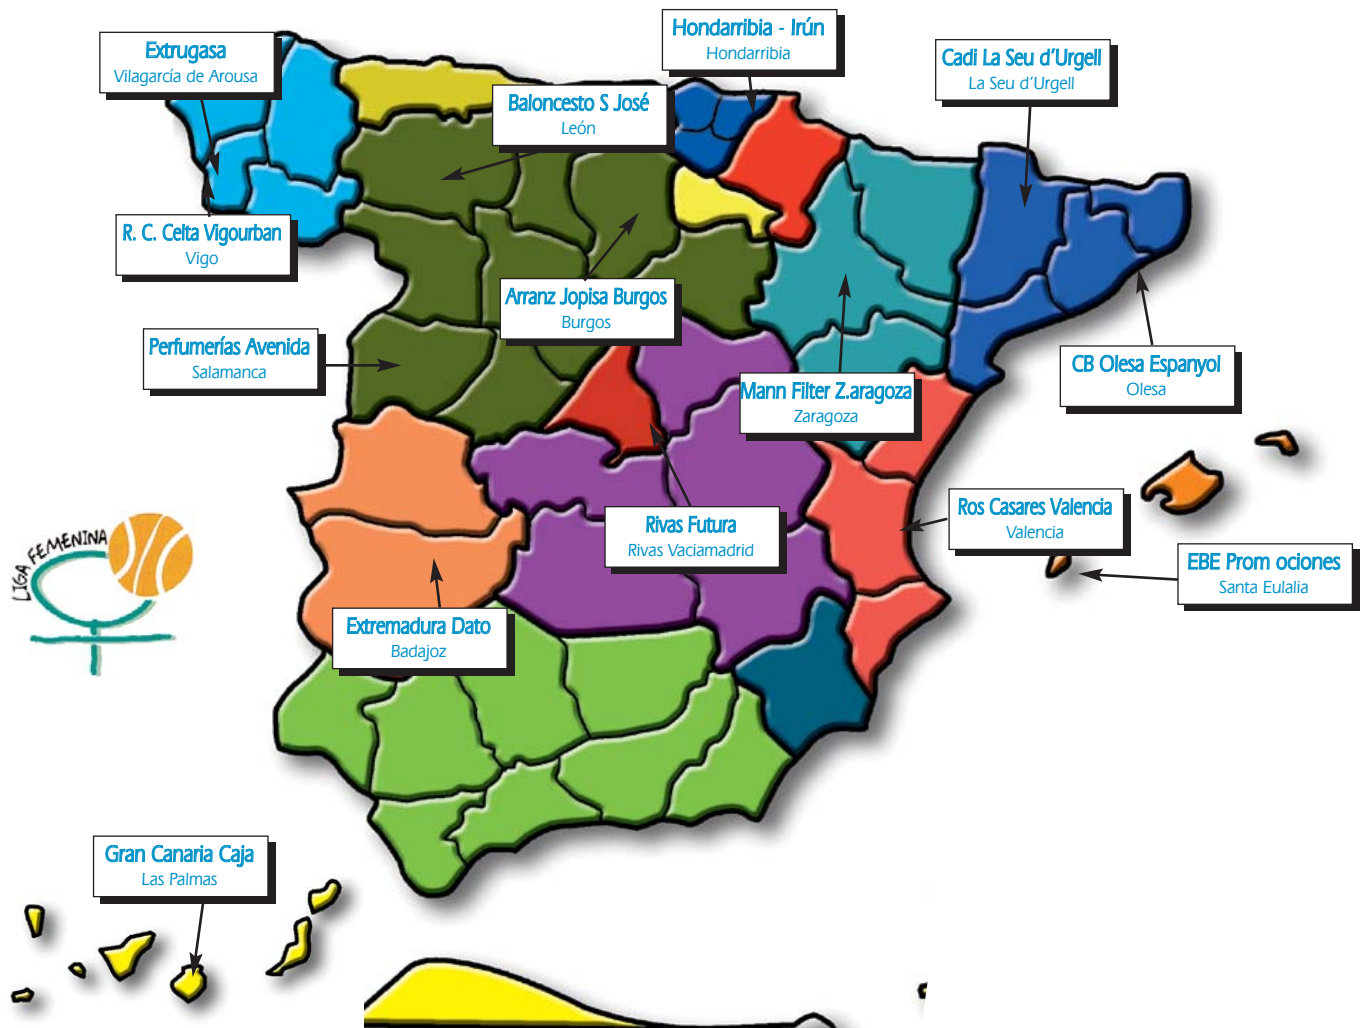 Hondarribia - Irún
Hondarribia
Extrugasa
Vilagarcía de Arousa
Cadi La Seu d'Urgell
La Seu d'Urgell
Baloncesto S José
León
R. C. Celta Vigourban
Vigo
Arranz Jopisa Burgos
Burgos
Perfumerías Avenida
Salamanca
CB Olesa Espanyol
Olesa
Mann Filter Z.aragoza
Zaragoza
Ros Casares Valencia
Valencia
Rivas Futura
Rivas Vaciamadrid
EBE Prom ociones
Santa Eulalia
LIGA FEMENINA
Extremadura Dato
Badajoz
Gran Canaria Caja
Las Palmas